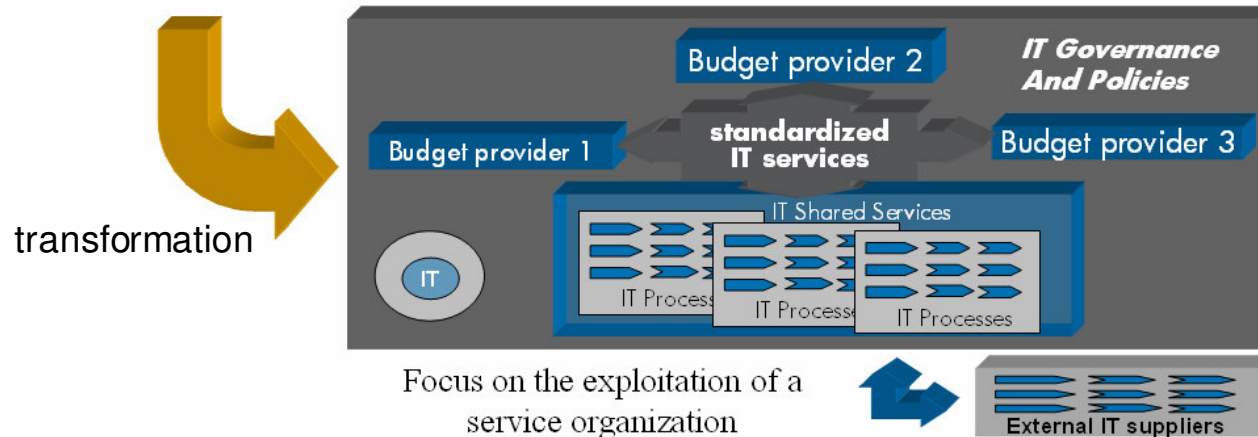 Budget provider 2
IT Governance
And Policies
standardized
IT services
Budget provider 1
Budget provider 3
IT Shared Services
transformation
IT
IT Process
IT Processes
IT Processes
Focus on the exploitation of a
service organization
External IT suppliers